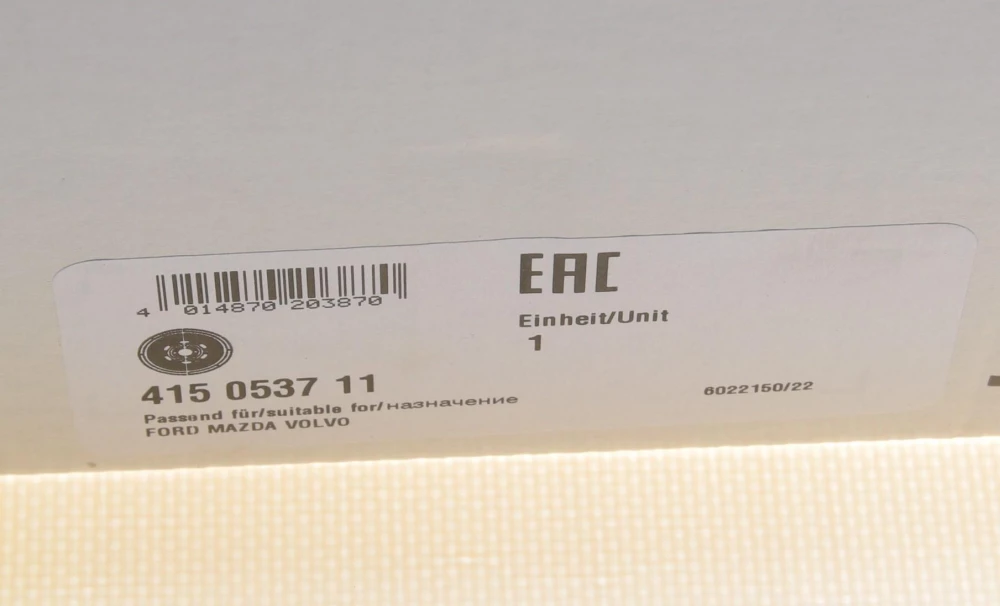 EAC
4 014870 203870
Einheit/Unit
1
415 0537 11
6022150/22
Passend für/suitable for/назначение
FORD MAZDA VOLVO